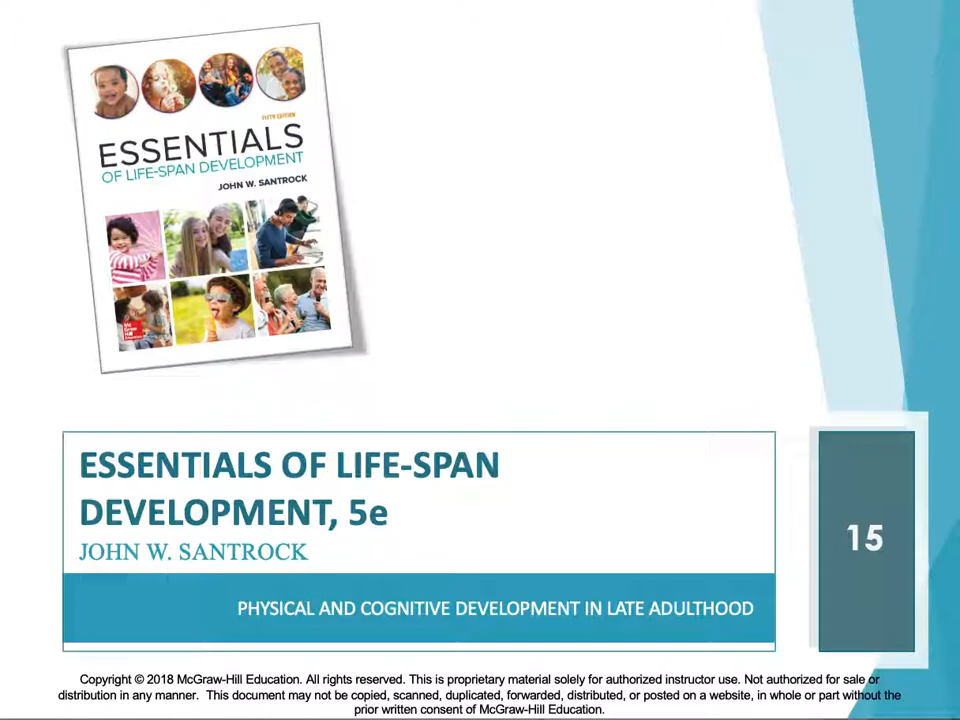 FIFTH EDITION
ESSENTIALS
OF LIFE-SPAN DEVELOPMENT
JOHN W. SANTROCK
Mc
Graw
Hill
Education
ESSENTIALS OF LIFE-SPAN
DEVELOPMENT, 5e
JOHN W. SANTROCK
15
PHYSICAL AND COGNITIVE DEVELOPMENT IN LATE ADULTHOOD
Copyright © 2018 McGraw-Hill Education. All rights reserved. This is proprietary material solely for authorized instructor use. Not authorized for sale or
distribution in any manner.  This document may not be copied, scanned, duplicated, forwarded, distributed, or posted on a website, in whole or part without the
prior written consent of McGraw-Hill Education.